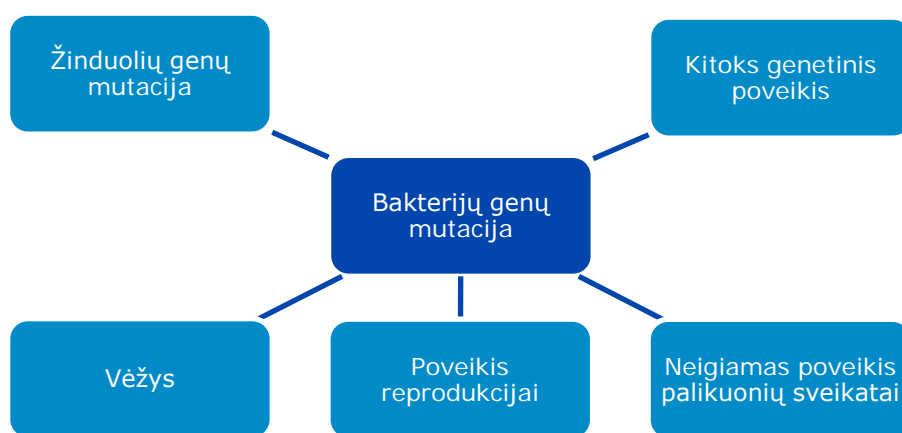 Žinduolių genų
mutacija
Kitoks genetinis
poveikis
Bakterijų genų
mutacija
Vėžys
Poveikis
reprodukcijai
Neigiamas poveikis
palikuonių sveikatai